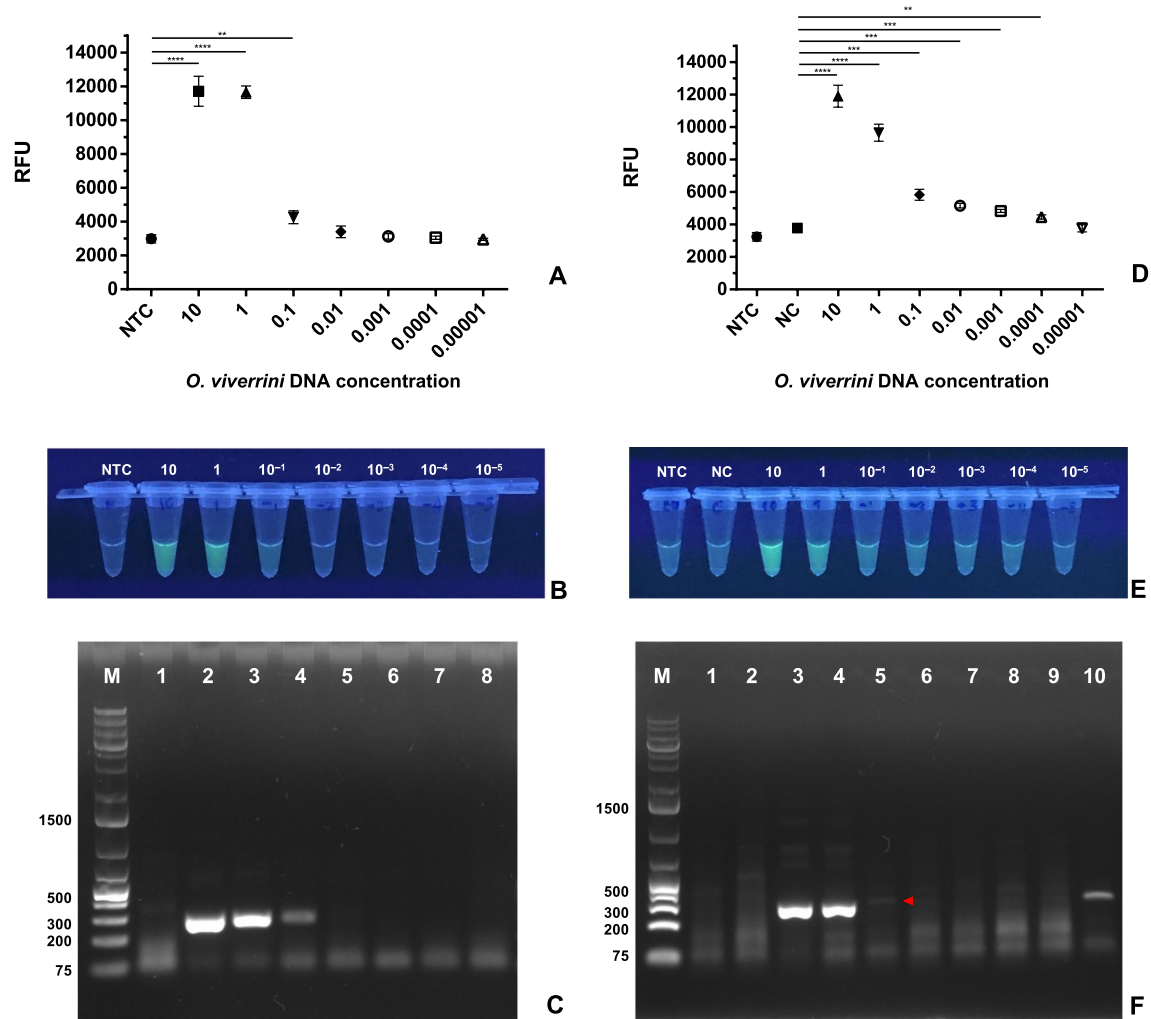 **
****
****
14000
12000
10000
8000
6000
4000
2000
0
RFU
NTC
10
1
0.1
0.01
0.001
0.0001
0.00001
O. viverrini DNA concentration
A
**
***
***
***
****
****
14000
12000
10000
8000
6000
4000
2000
0
RFU
NTC
NC
10
1
0.1
0.01
0.001
0.0001
0.00001
O. viverrini DNA concentration
D
NTC 10 1 10⁻¹ 10⁻² 10⁻³ 10⁻⁴ 10⁻⁵
B
NTC NC 10 1 10⁻¹ 10⁻² 10⁻³ 10⁻⁴ 10⁻⁵
E
M 1 2 3 4 5 6 7 8
1500
500
300
200
75
C
M 1 2 3 4 5 6 7 8 9 10
1500
500
300
200
75
F